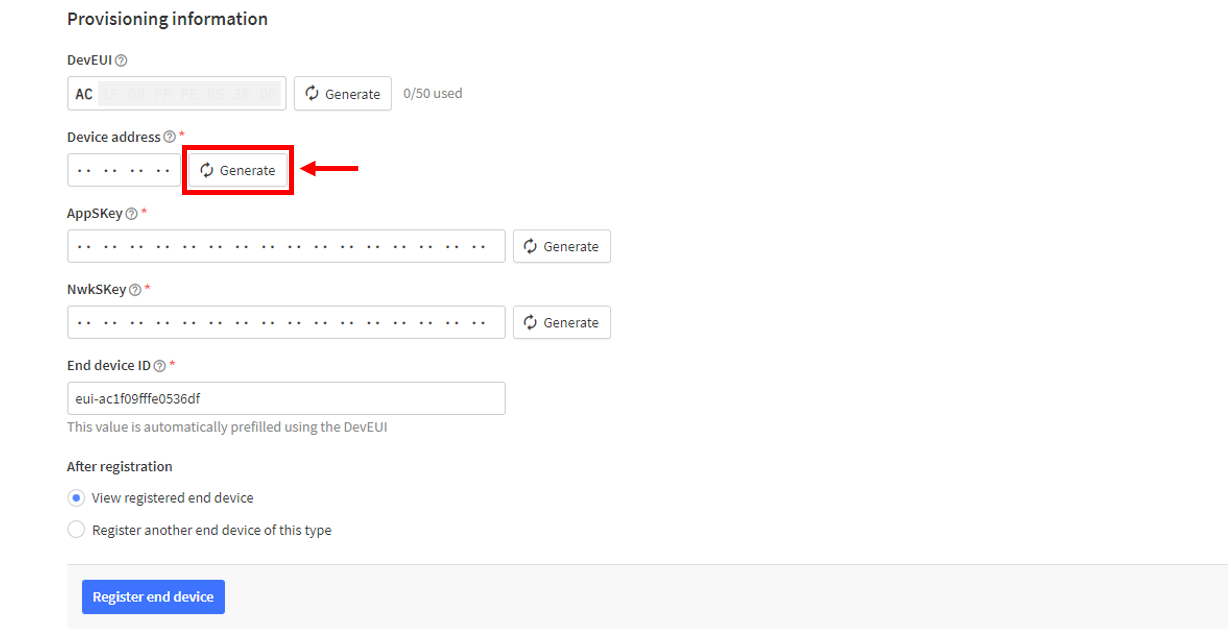 Provisioning information
DevEUI
AC 1F 09 FF FE 05 36 DF Generate 0/50 used
Device address *
·· ·· ·· ·· Generate
AppSKey *
·· ·· ·· ·· ·· ·· ·· ·· ·· ·· ·· ·· ·· ·· ·· ·· Generate
NwkSKey *
·· ·· ·· ·· ·· ·· ·· ·· ·· ·· ·· ·· ·· ·· ·· ·· Generate
End device ID *
eui-ac1f09fffe0536df
This value is automatically prefilled using the DevEUI
After registration
View registered end device
Register another end device of this type
Register end device